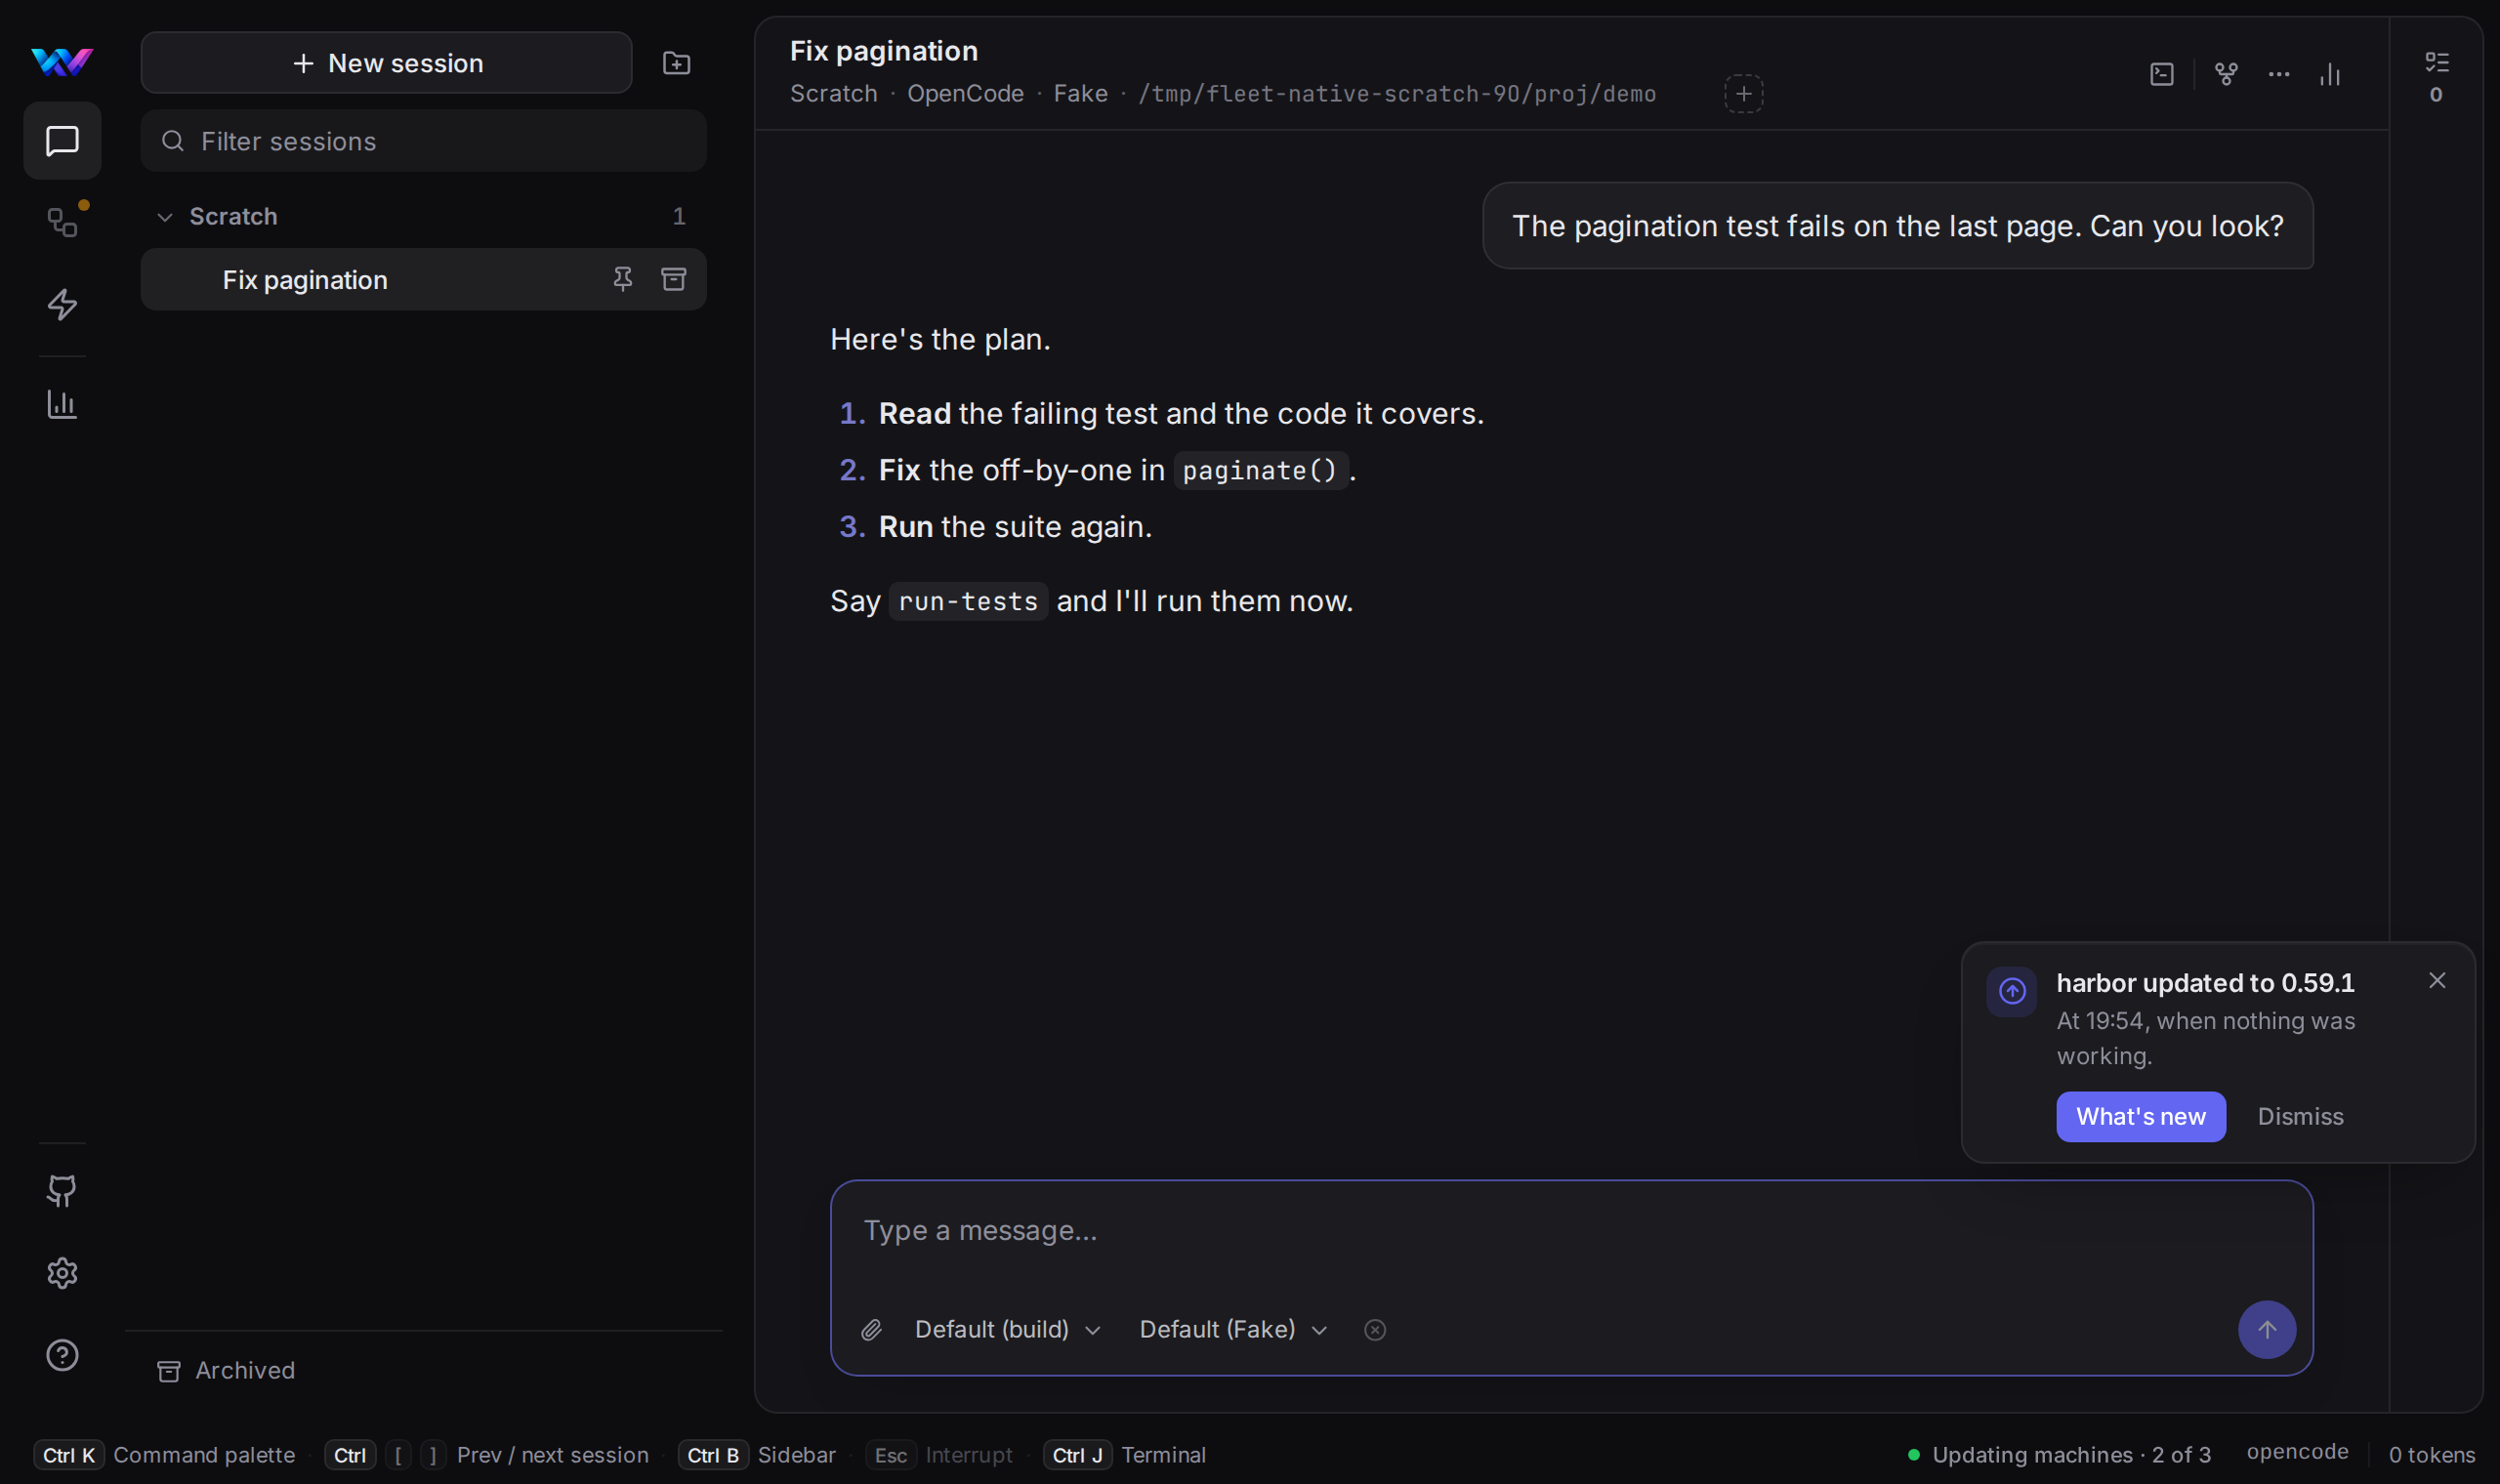 New session
Filter sessions
Scratch 1
Fix pagination
Archived
Fix pagination
Scratch · OpenCode · Fake · /tmp/fleet-native-scratch-90/proj/demo
0
The pagination test fails on the last page. Can you look?
Here's the plan.
1. Read the failing test and the code it covers.
2. Fix the off-by-one in paginate().
3. Run the suite again.
Say run-tests and I'll run them now.
harbor updated to 0.59.1
At 19:54, when nothing was
working.
What's new Dismiss
Type a message...
Default (build) Default (Fake)
Ctrl K Command palette · Ctrl [ ] Prev / next session · Ctrl B Sidebar · Esc Interrupt · Ctrl J Terminal
Updating machines · 2 of 3 opencode 0 tokens